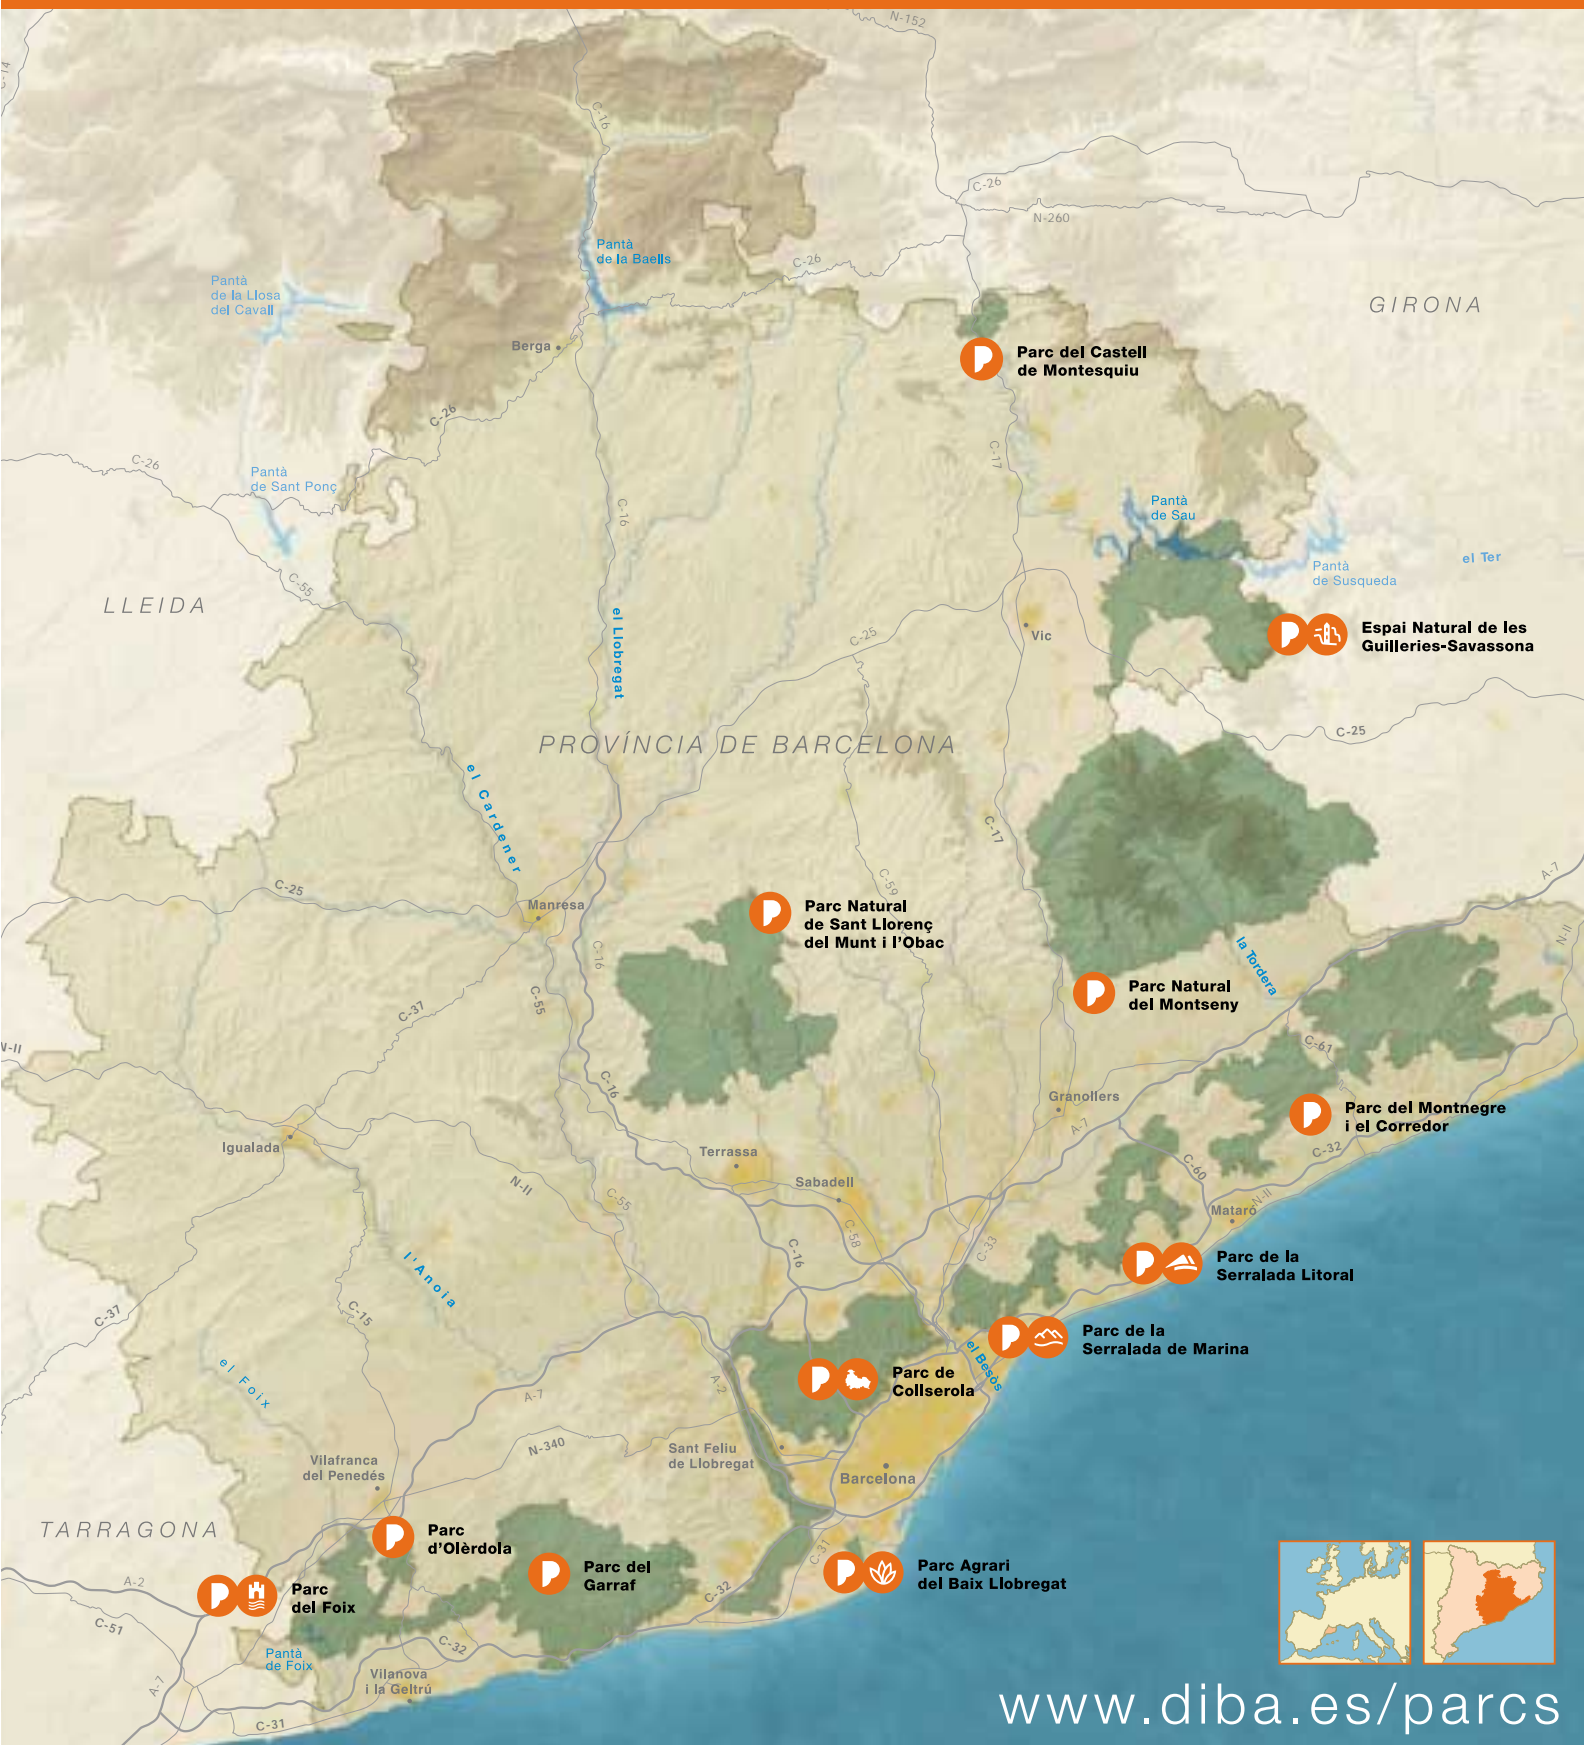 N-152
C-14
C-16
C-26
N-260
Pantà
de la Baells
C-26
Pantà
de la Llosa
del Cavall
GIRONA
Berga
Parc del Castell
de Montesquiu
C-26
C-26
C-17
Pantà
de Sant Ponç
C-16
Pantà
de Sau
el Ter
Pantà
de Susqueda
C-55
LLEIDA
el Llobregat
C-25
Vic
Espai Natural de les
Guilleries-Savassona
PROVÍNCIA DE BARCELONA
C-25
el Cardener
C-17
C-59
A-7
C-25
Manresa
Parc Natural
de Sant Llorenç
del Munt i l'Obac
N-II
C-16
la Tordera
Parc Natural
del Montseny
C-55
C-37
N-II
C-61
C-16
Granollers
Parc del Montnegre
i el Corredor
A-7
C-32
Igualada
Terrassa
C-60
N-II
Sabadell
C-55
N-II
Mataró
C-58
C-33
C-16
l'Anoia
Parc de la
Serralada Litoral
C-37
C-15
Parc de la
Serralada de Marina
el Besòs
el Foix
Parc de
Collserola
A-2
A-7
N-340
Sant Feliu
de Llobregat
Vilafranca
del Penedés
Barcelona
TARRAGONA
Parc
d'Olèrdola
C-31
Parc del
Garraf
Parc Agrari
del Baix Llobregat
A-2
Parc
del Foix
C-32
C-51
C-32
Pantà
de Foix
A-7
Vilanova
i la Geltrú
C-31
www.diba.es/parcs